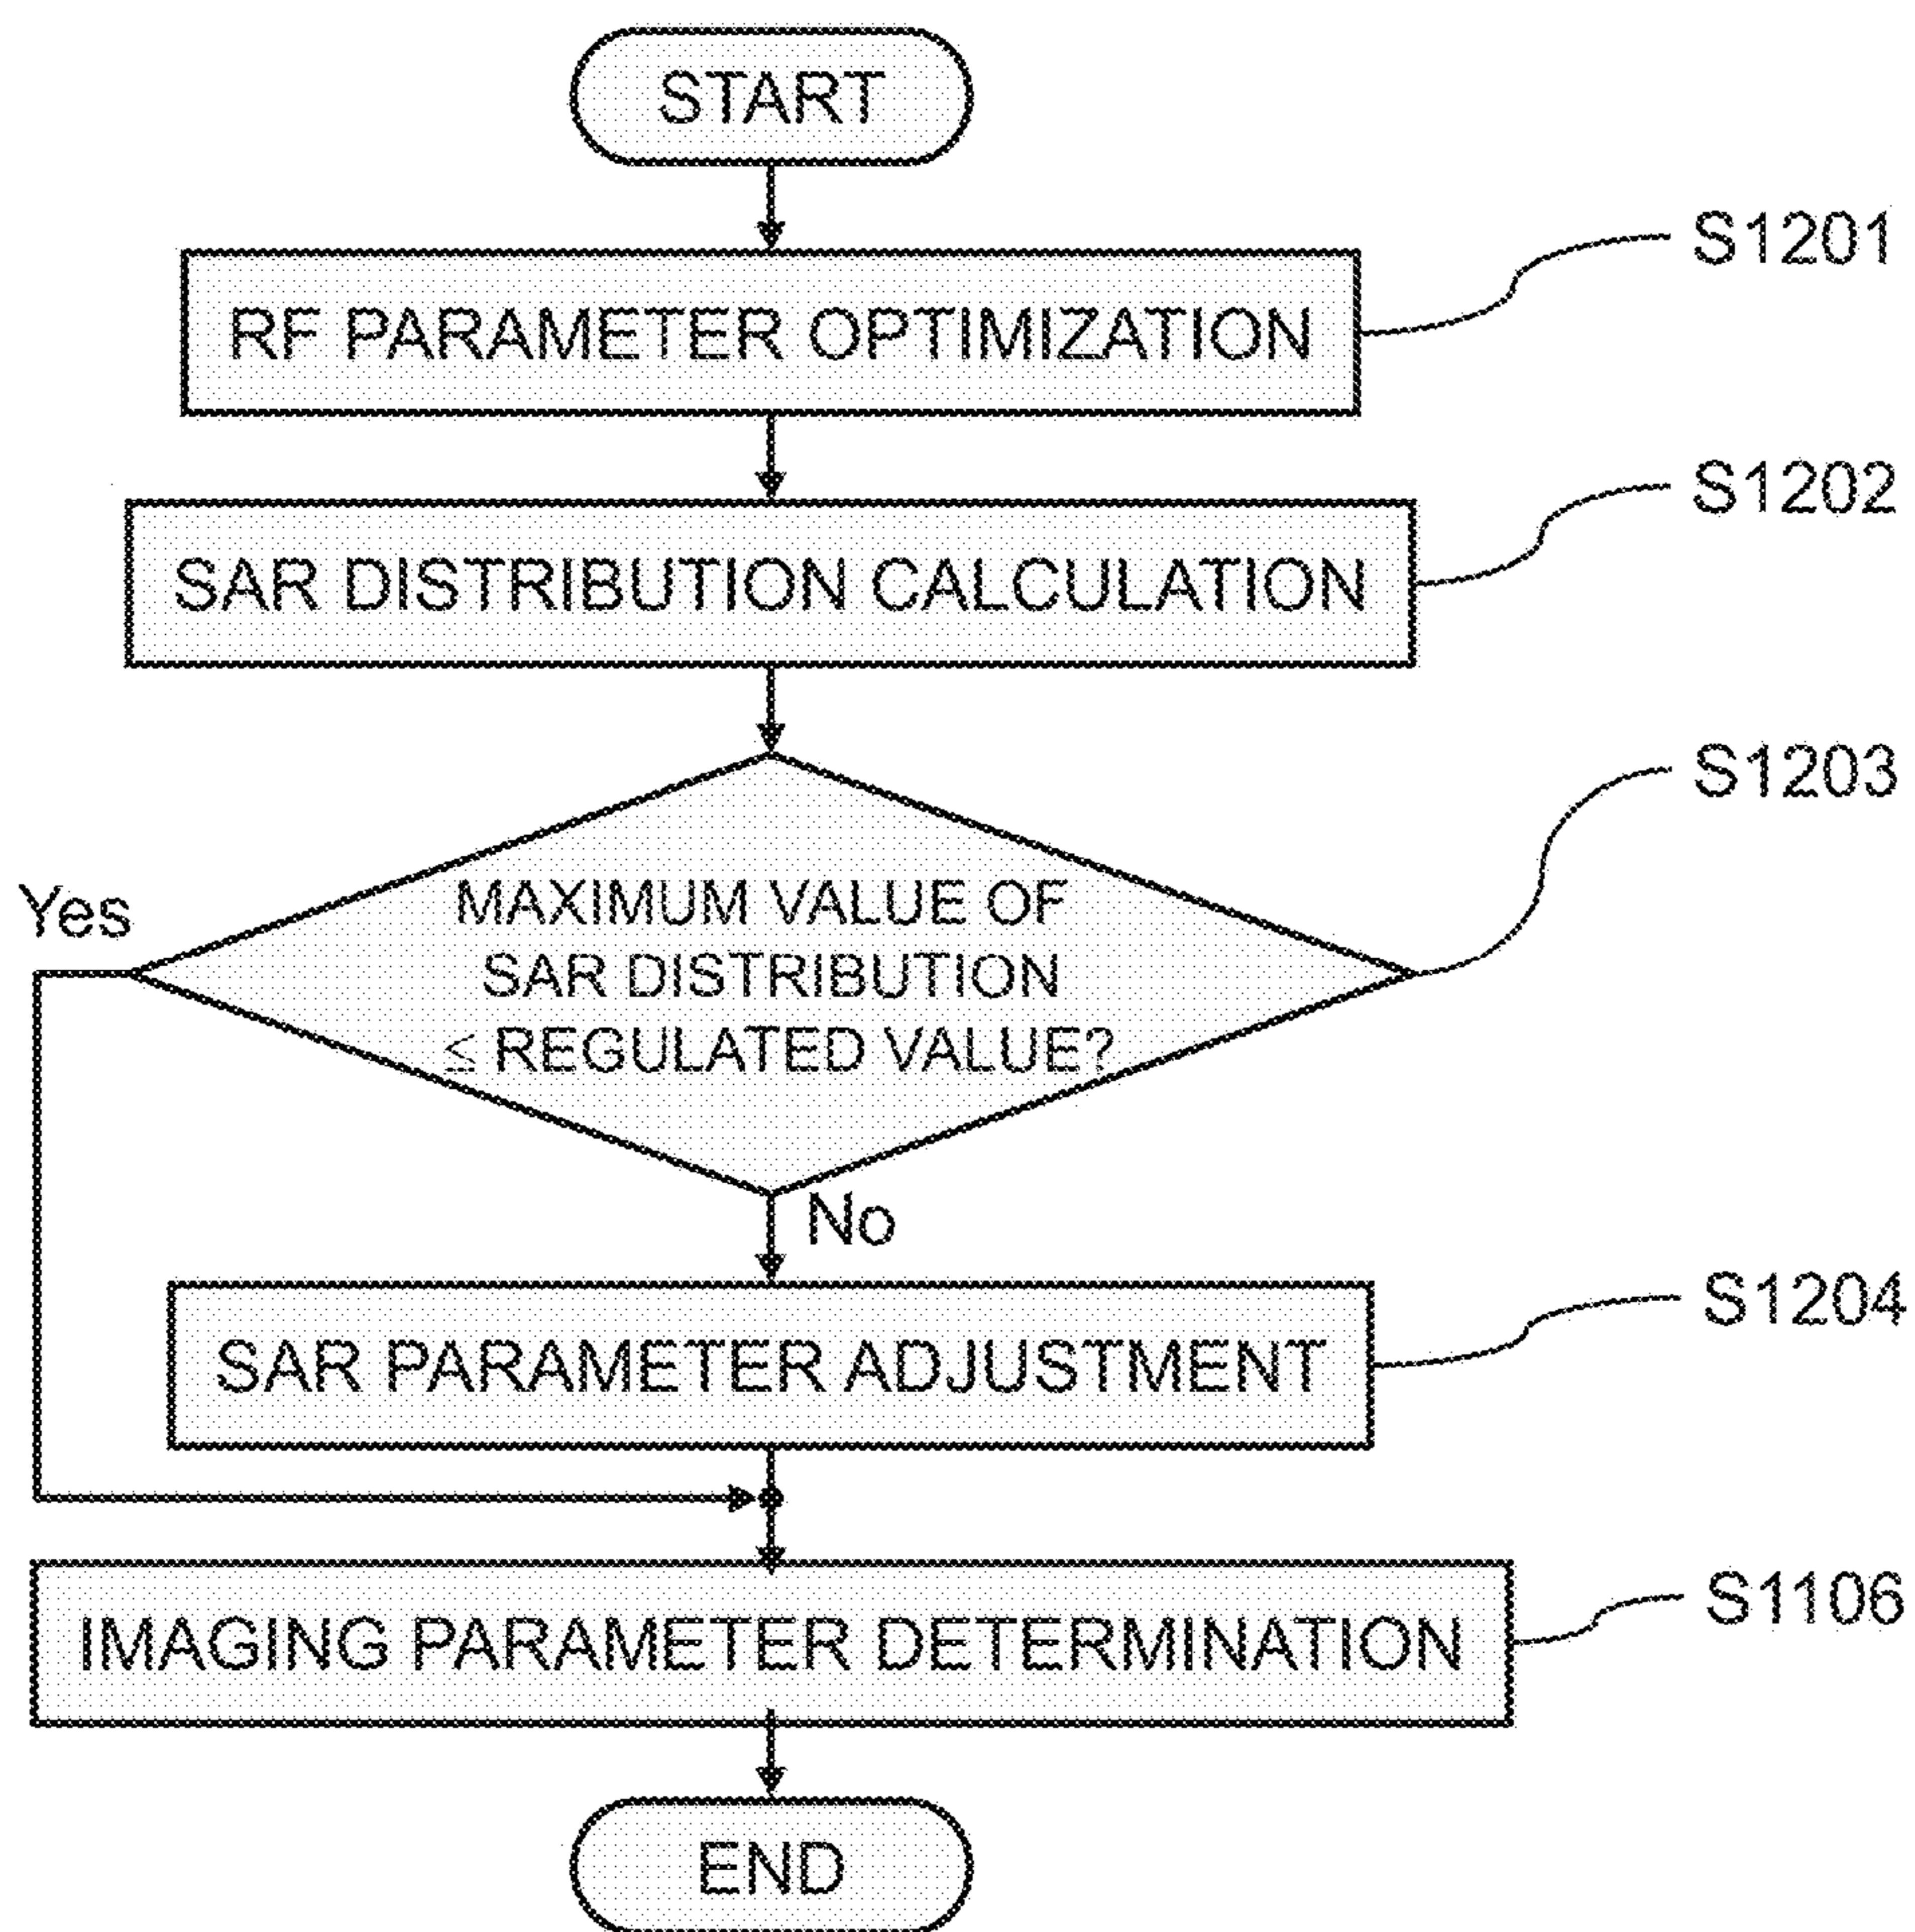 START
S1201
RF PARAMETER OPTIMIZATION
S1202
SAR DISTRIBUTION CALCULATION
S1203
Yes
MAXIMUM VALUE OF
SAR DISTRIBUTION
≤ REGULATED VALUE?
No
S1204
SAR PARAMETER ADJUSTMENT
S1106
IMAGING PARAMETER DETERMINATION
END